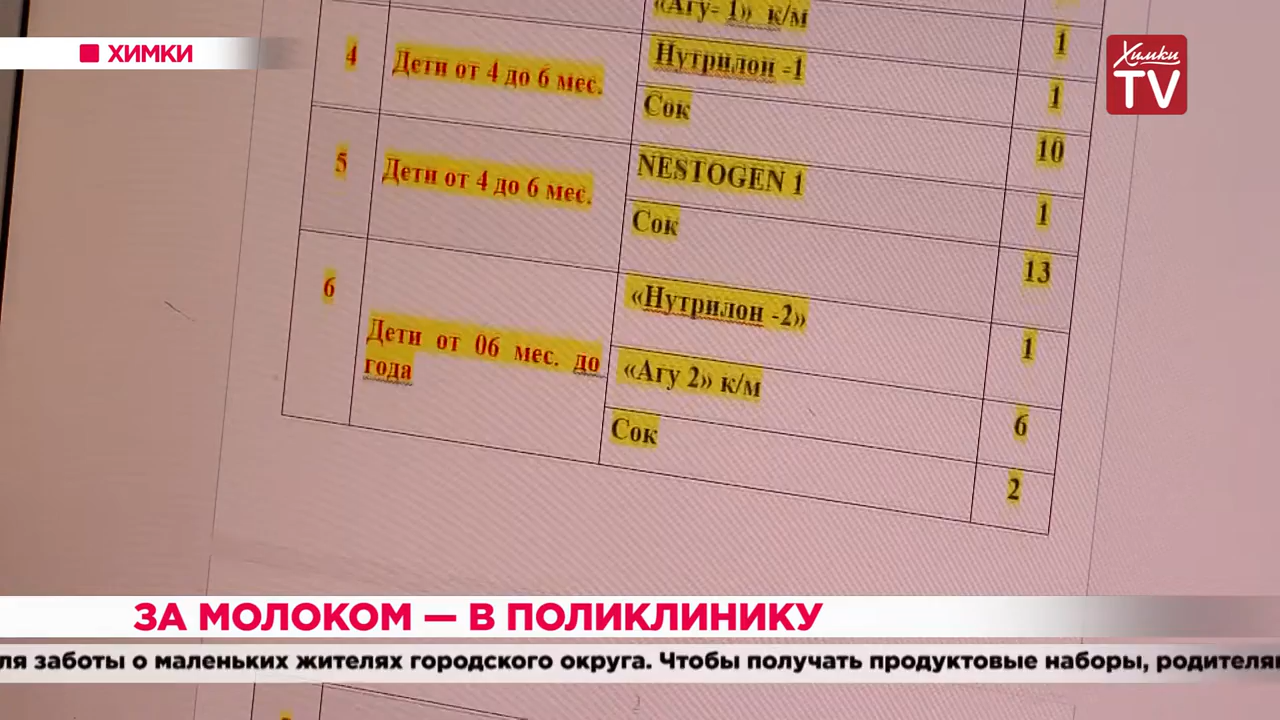 ХИМКИ
Химки
TV
«Агу- 1» к/м
1
4
Дети от 4 до 6 мес.
Нутрилон -1
1
Сок
10
5
Дети от 4 до 6 мес.
NESTOGEN 1
1
Сок
13
6
Дети от 06 мес. до
года
«Нутрилон -2»
1
«Агу 2» к/м
6
Сок
2
ЗА МОЛОКОМ — В ПОЛИКЛИНИКУ
ля заботы о маленьких жителях городского округа. Чтобы получать продуктовые наборы, родителя